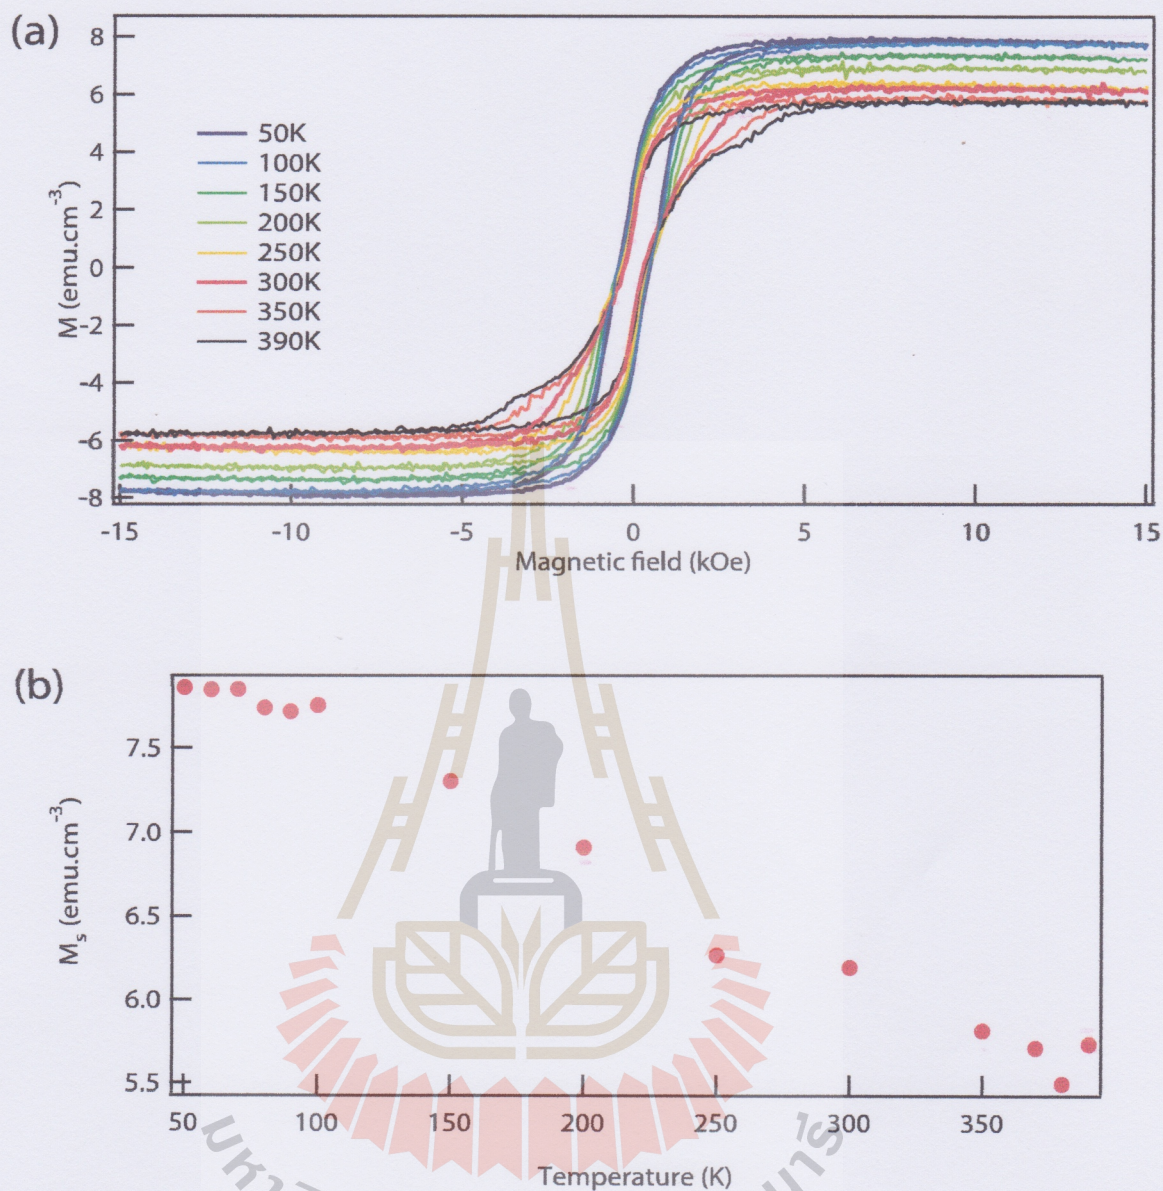 (a)
8
6
4
2
0
-2
-4
-6
-8
M (emu.cm⁻³)
50K
100K
150K
200K
250K
300K
350K
390K
-15 -10 -5 0 5 10 15
Magnetic field (kOe)
(b)
7.5
7.0
6.5
6.0
5.5
Mₛ (emu.cm⁻³)
50 100 150 200 250 300 350
Temperature (K)